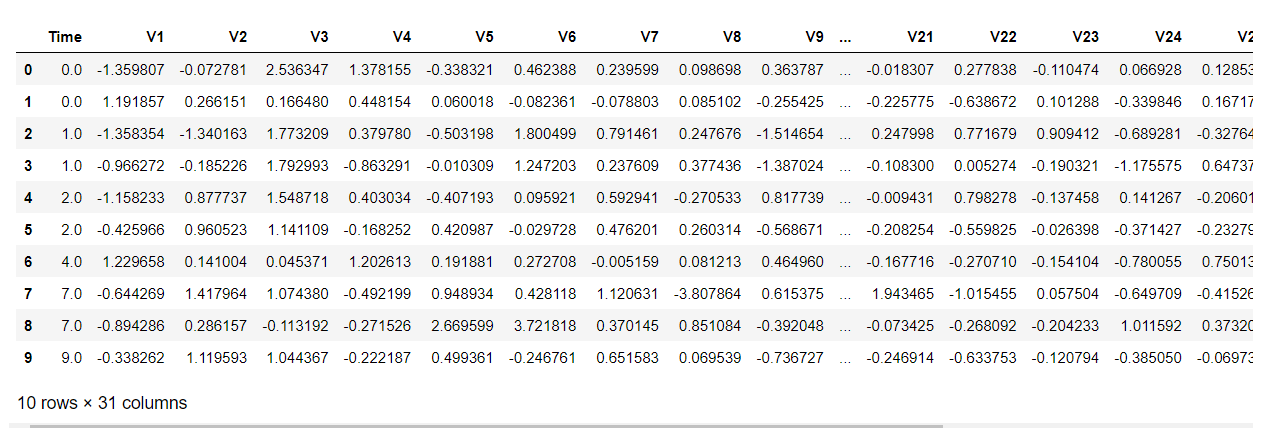 Time V1 V2 V3 V4 V5 V6 V7 V8 V9 ... V21 V22 V23 V24 V2
0 0.0 -1.359807 -0.072781 2.536347 1.378155 -0.338321 0.462388 0.239599 0.098698 0.363787 ... -0.018307 0.277838 -0.110474 0.066928 0.12853
1 0.0 1.191857 0.266151 0.166480 0.448154 0.060018 -0.082361 -0.078803 0.085102 -0.255425 ... -0.225775 -0.638672 0.101288 -0.339846 0.16717
2 1.0 -1.358354 -1.340163 1.773209 0.379780 -0.503198 1.800499 0.791461 0.247676 -1.514654 ... 0.247998 0.771679 0.909412 -0.689281 -0.32764
3 1.0 -0.966272 -0.185226 1.792993 -0.863291 -0.010309 1.247203 0.237609 0.377436 -1.387024 ... -0.108300 0.005274 -0.190321 -1.175575 0.64737
4 2.0 -1.158233 0.877737 1.548718 0.403034 -0.407193 0.095921 0.592941 -0.270533 0.817739 ... -0.009431 0.798278 -0.137458 0.141267 -0.20601
5 2.0 -0.425966 0.960523 1.141109 -0.168252 0.420987 -0.029728 0.476201 0.260314 -0.568671 ... -0.208254 -0.559825 -0.026398 -0.371427 -0.23279
6 4.0 1.229658 0.141004 0.045371 1.202613 0.191881 0.272708 -0.005159 0.081213 0.464960 ... -0.167716 -0.270710 -0.154104 -0.780055 0.75013
7 7.0 -0.644269 1.417964 1.074380 -0.492199 0.948934 0.428118 1.120631 -3.807864 0.615375 ... 1.943465 -1.015455 0.057504 -0.649709 -0.41526
8 7.0 -0.894286 0.286157 -0.113192 -0.271526 2.669599 3.721818 0.370145 0.851084 -0.392048 ... -0.073425 -0.268092 -0.204233 1.011592 0.37320
9 9.0 -0.338262 1.119593 1.044367 -0.222187 0.499361 -0.246761 0.651583 0.069539 -0.736727 ... -0.246914 -0.633753 -0.120794 -0.385050 -0.06973
10 rows × 31 columns